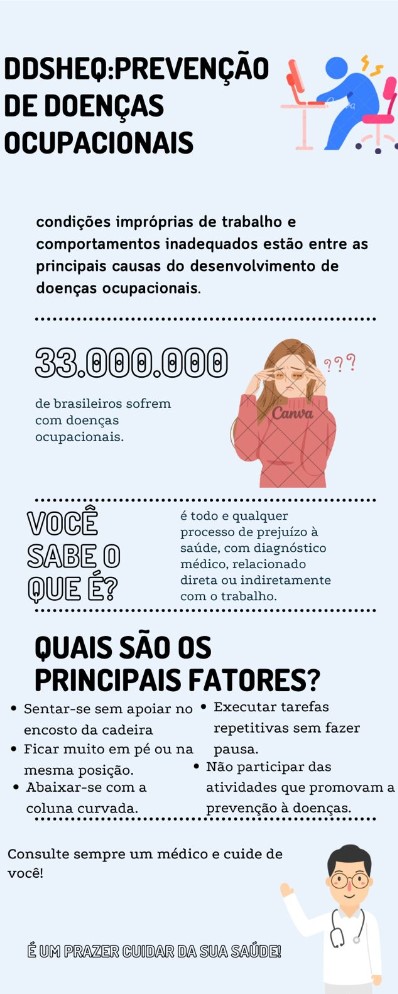 DDSHEQ:PREVENÇÃO
DE DOENÇAS
OCUPACIONAIS
condições impróprias de trabalho e
comportamentos inadequados estão entre as
principais causas do desenvolvimento de
doenças ocupacionais.
33.000.000
de brasileiros sofrem
com doenças
ocupacionais.
???
Canva
VOCÊ
SABE O
QUE É?
é todo e qualquer
processo de prejuízo à
saúde, com diagnóstico
médico, relacionado
direta ou indiretamente
com o trabalho.
QUAIS SÃO OS
PRINCIPAIS FATORES?
• Sentar-se sem apoiar no
encosto da cadeira
• Ficar muito em pé ou na
mesma posição.
• Abaixar-se com a
coluna curvada.
• Executar tarefas
repetitivas sem fazer
pausa.
• Não participar das
atividades que promovam a
prevenção à doenças.
Consulte sempre um médico e cuide de
você!
É UM PRAZER CUIDAR DA SUA SAÚDE!